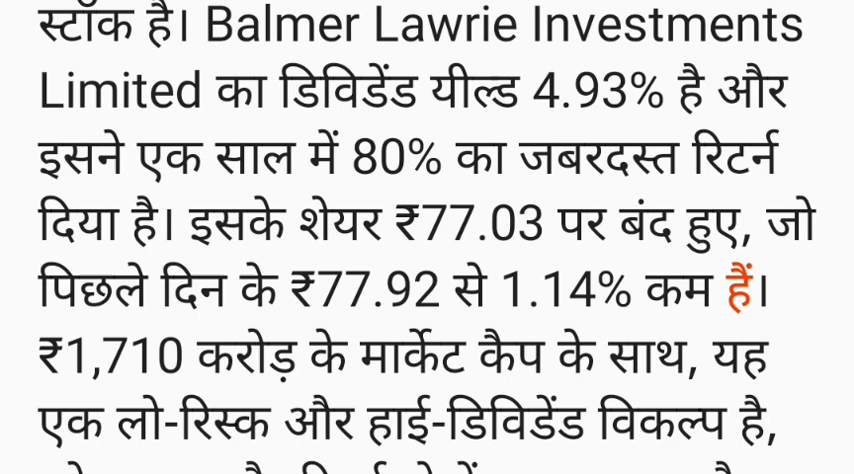 स्टॉक है। Balmer Lawrie Investments
Limited का डिविडेंड यील्ड 4.93% है और
इसने एक साल में 80% का जबरदस्त रिटर्न
दिया है। इसके शेयर ₹77.03 पर बंद हुए, जो
पिछले दिन के ₹77.92 से 1.14% कम हैं।
₹1,710 करोड़ के मार्केट कैप के साथ, यह
एक लो-रिस्क और हाई-डिविडेंड विकल्प है,